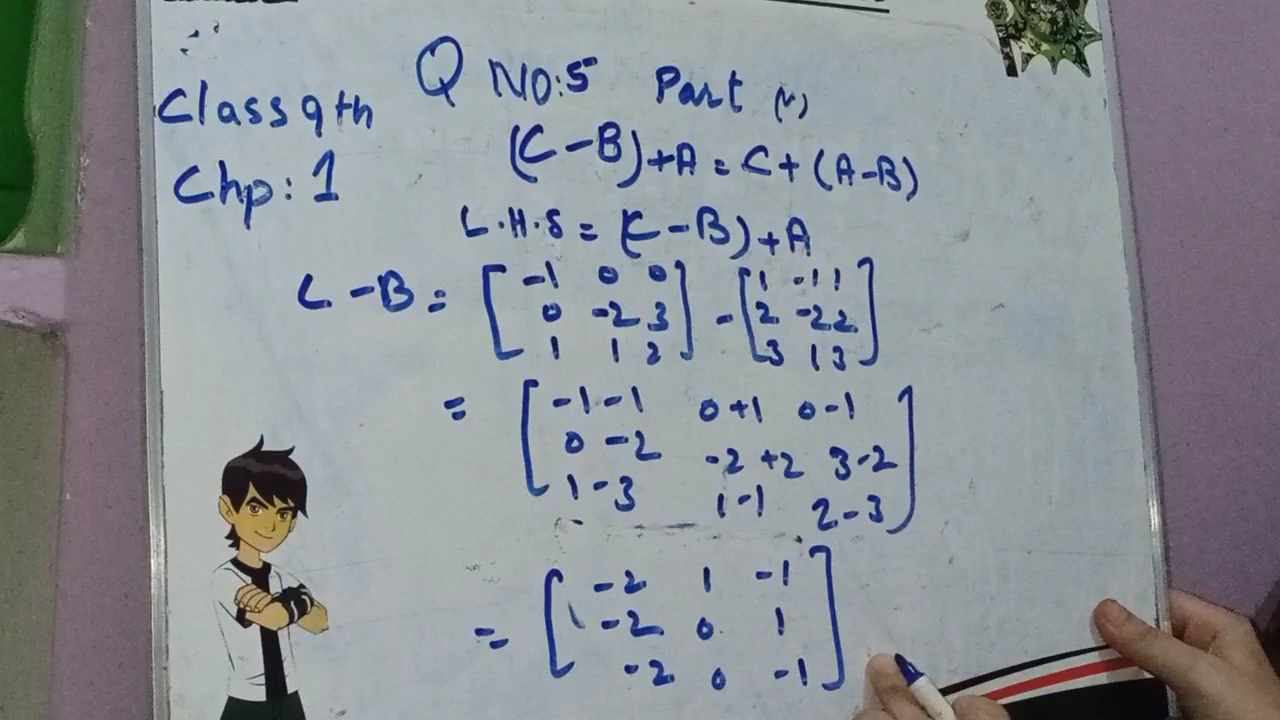 Q NO:5 Part (v)
Class 9th
(C-B)+A = C+(A-B)
Chp: 1
L.H.S = (C-B)+A
C-B = [-1 0 0] - [1 -1 1]
[0 -2 3] [2 -2 2]
[1 1 2] [3 1 3]
= [-1-1 0+1 0-1]
[0-2 -2+2 3-2]
[1-3 1-1 2-3]
= [-2 1 -1]
[-2 0 1]
[-2 0 -1]